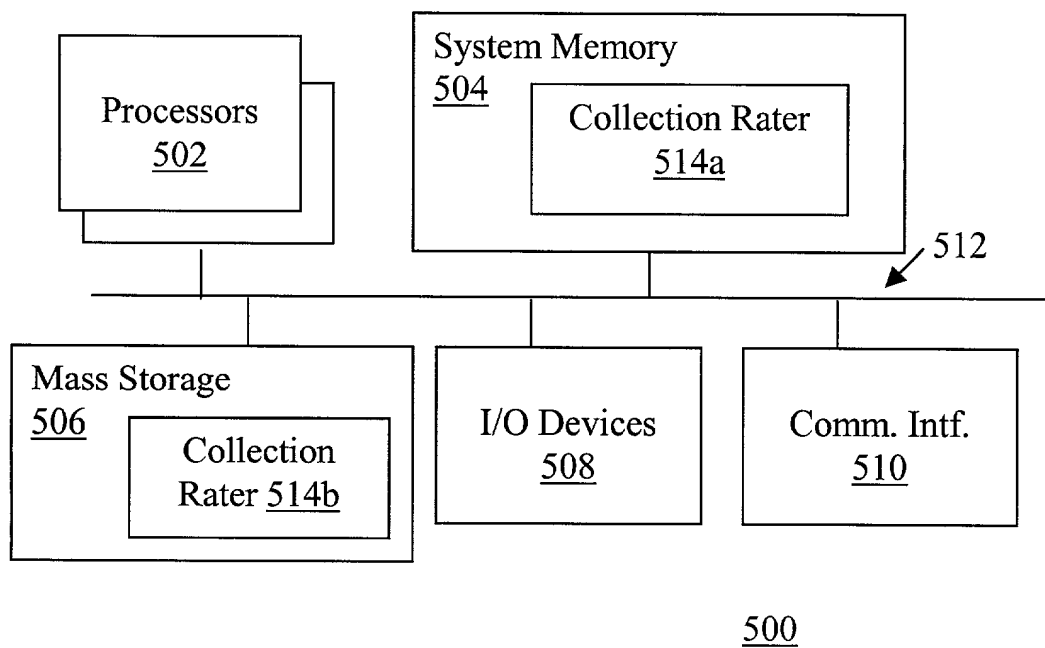 Processors
502
System Memory
504
Collection Rater
514a
512
Mass Storage
506
Collection
Rater 514b
I/O Devices
508
Comm. Intf.
510
500